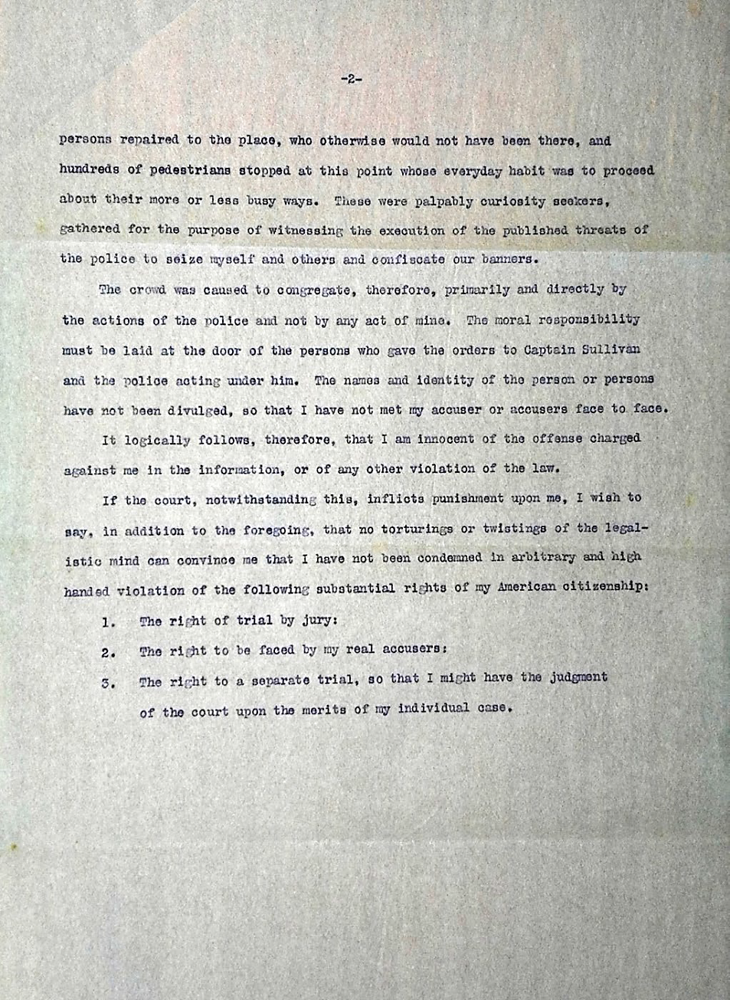 -2-
persons repaired to the place, who otherwise would not have been there, and
hundreds of pedestrians stopped at this point whose everyday habit was to proceed
about their more or less busy ways. These were palpably curiosity seekers,
gathered for the purpose of witnessing the execution of the published threats of
the police to seize myself and others and confiscate our banners.
The crowd was caused to congregate, therefore, primarily and directly by
the actions of the police and not by any act of mine. The moral responsibility
must be laid at the door of the persons who gave the orders to Captain Sullivan
and the police acting under him. The names and identity of the person or persons
have not been divulged, so that I have not met my accuser or accusers face to face.
It logically follows, therefore, that I am innocent of the offense charged
against me in the information, or of any other violation of the law.
If the court, notwithstanding this, inflicts punishment upon me, I wish to
say, in addition to the foregoing, that no torturings or twistings of the legal-
istic mind can convince me that I have not been condemned in arbitrary and high
handed violation of the following substantial rights of my American citizenship:
1. The right of trial by jury:
2. The right to be faced by my real accusers:
3. The right to a separate trial, so that I might have the judgment
of the court upon the merits of my individual case.